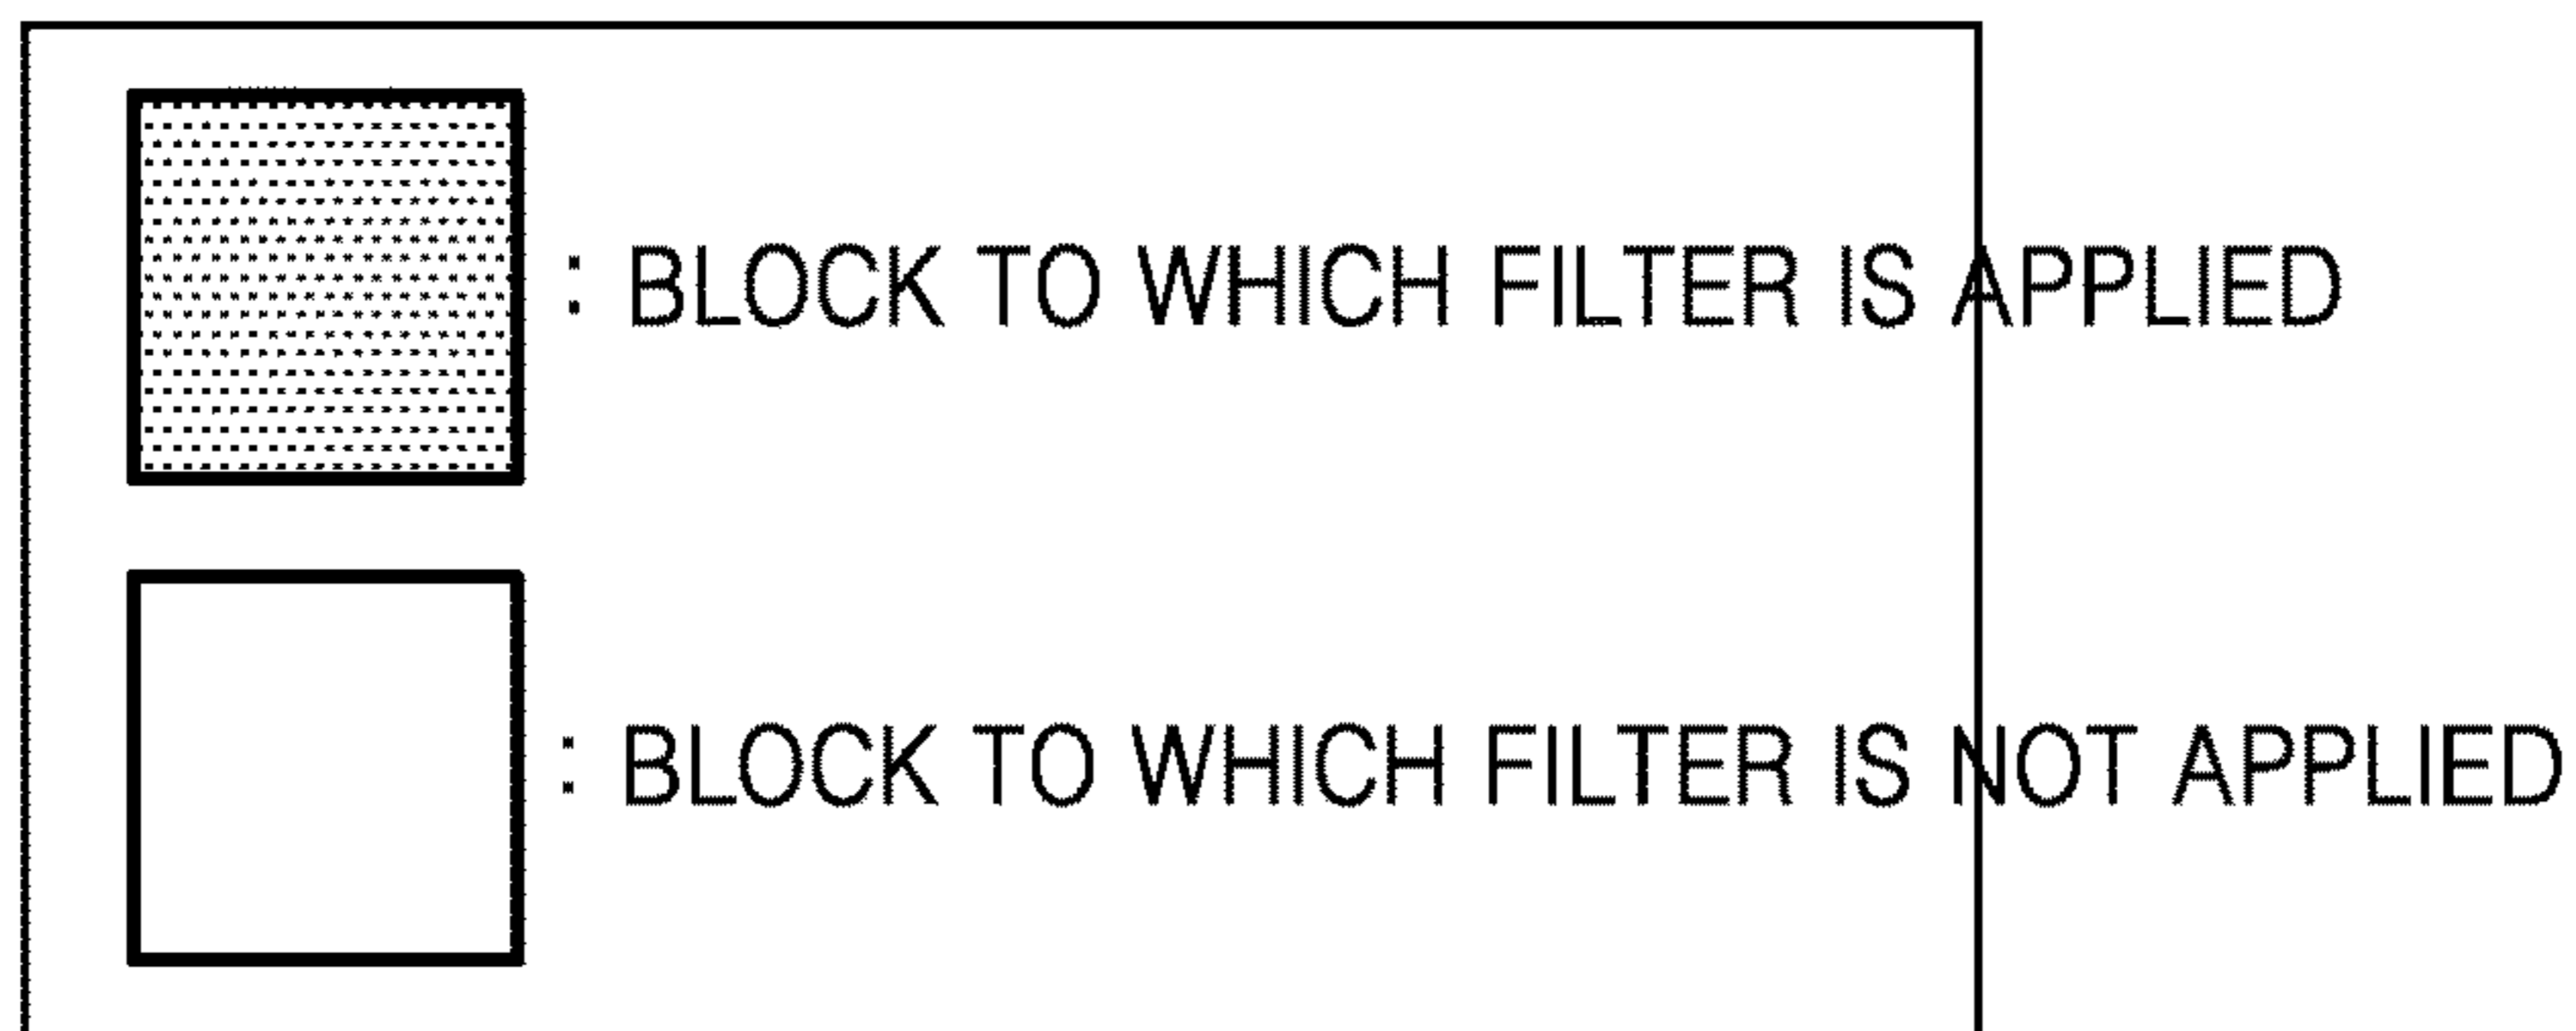 : BLOCK TO WHICH FILTER IS APPLIED
: BLOCK TO WHICH FILTER IS NOT APPLIED